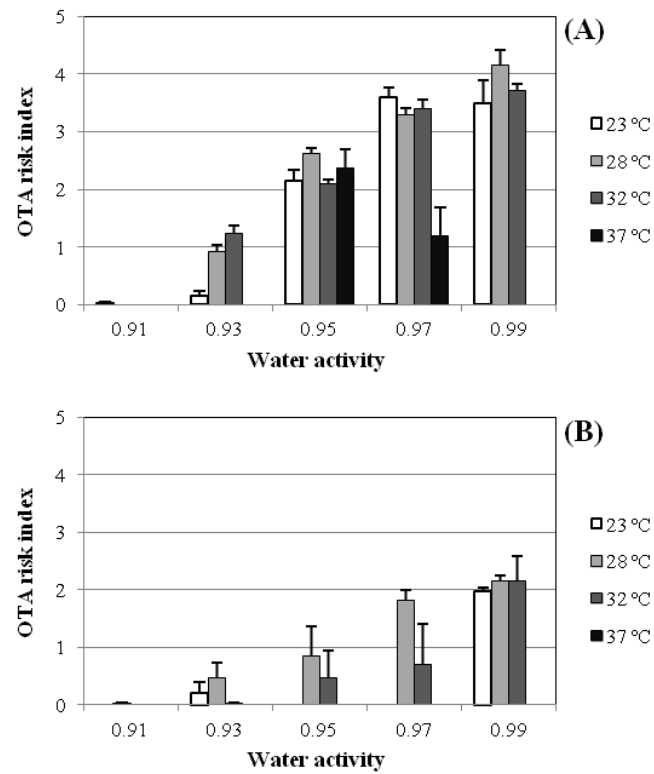 5
4
3
2
1
0
OTA risk index
0.91 0.93 0.95 0.97 0.99
Water activity
(A)
23 ºC
28 ºC
32 ºC
37 ºC
5
4
3
2
1
0
OTA risk index
0.91 0.93 0.95 0.97 0.99
Water activity
(B)
23 ºC
28 ºC
32 ºC
37 ºC